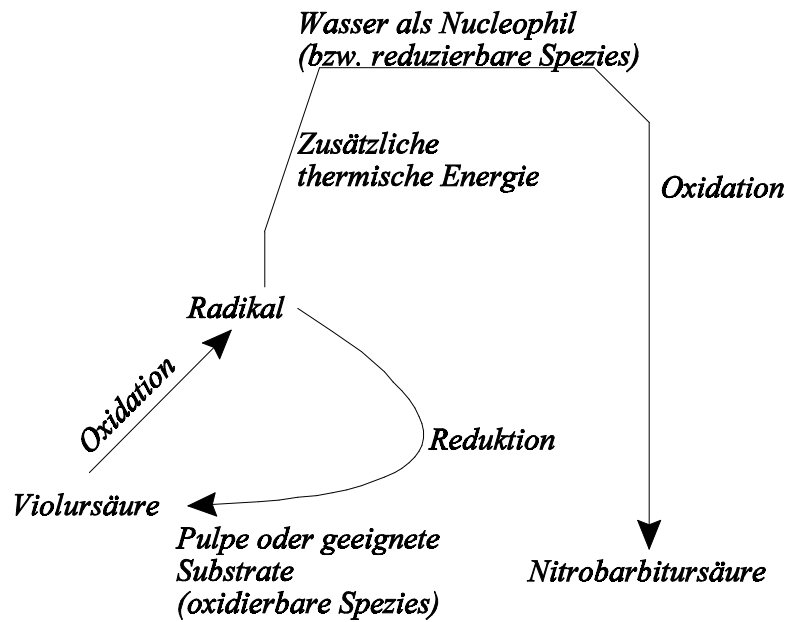 Wasser als Nucleophil
(bzw. reduzierbare Spezies)
Zusätzliche
thermische Energie
Oxidation
Radikal
Oxidation
Reduktion
Violursäure
Pulpe oder geeignete
Substrate
(oxidierbare Spezies)
Nitrobarbitursäure